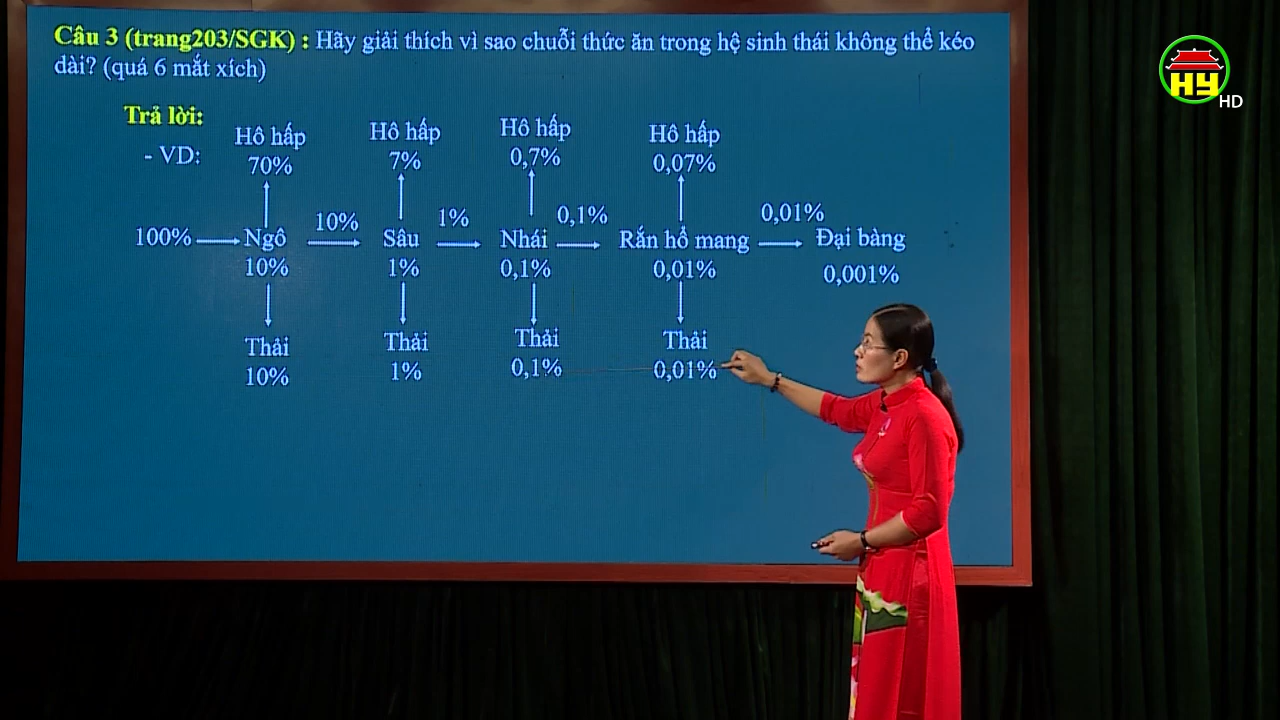 Câu 3 (trang203/SGK) : Hãy giải thích vì sao chuỗi thức ăn trong hệ sinh thái không thể kéo
dài? (quá 6 mắt xích)
Trả lời:
- VD:
Hô hấp Hô hấp Hô hấp Hô hấp
70% 7% 0,7% 0,07%
10% 1% 0,1% 0,01%
100% Ngô Sâu Nhái Rắn hổ mang Đại bàng
10% 1% 0,1% 0,01% 0,001%
Thải Thải Thải Thải
10% 1% 0,1% 0,01%
HY
HD